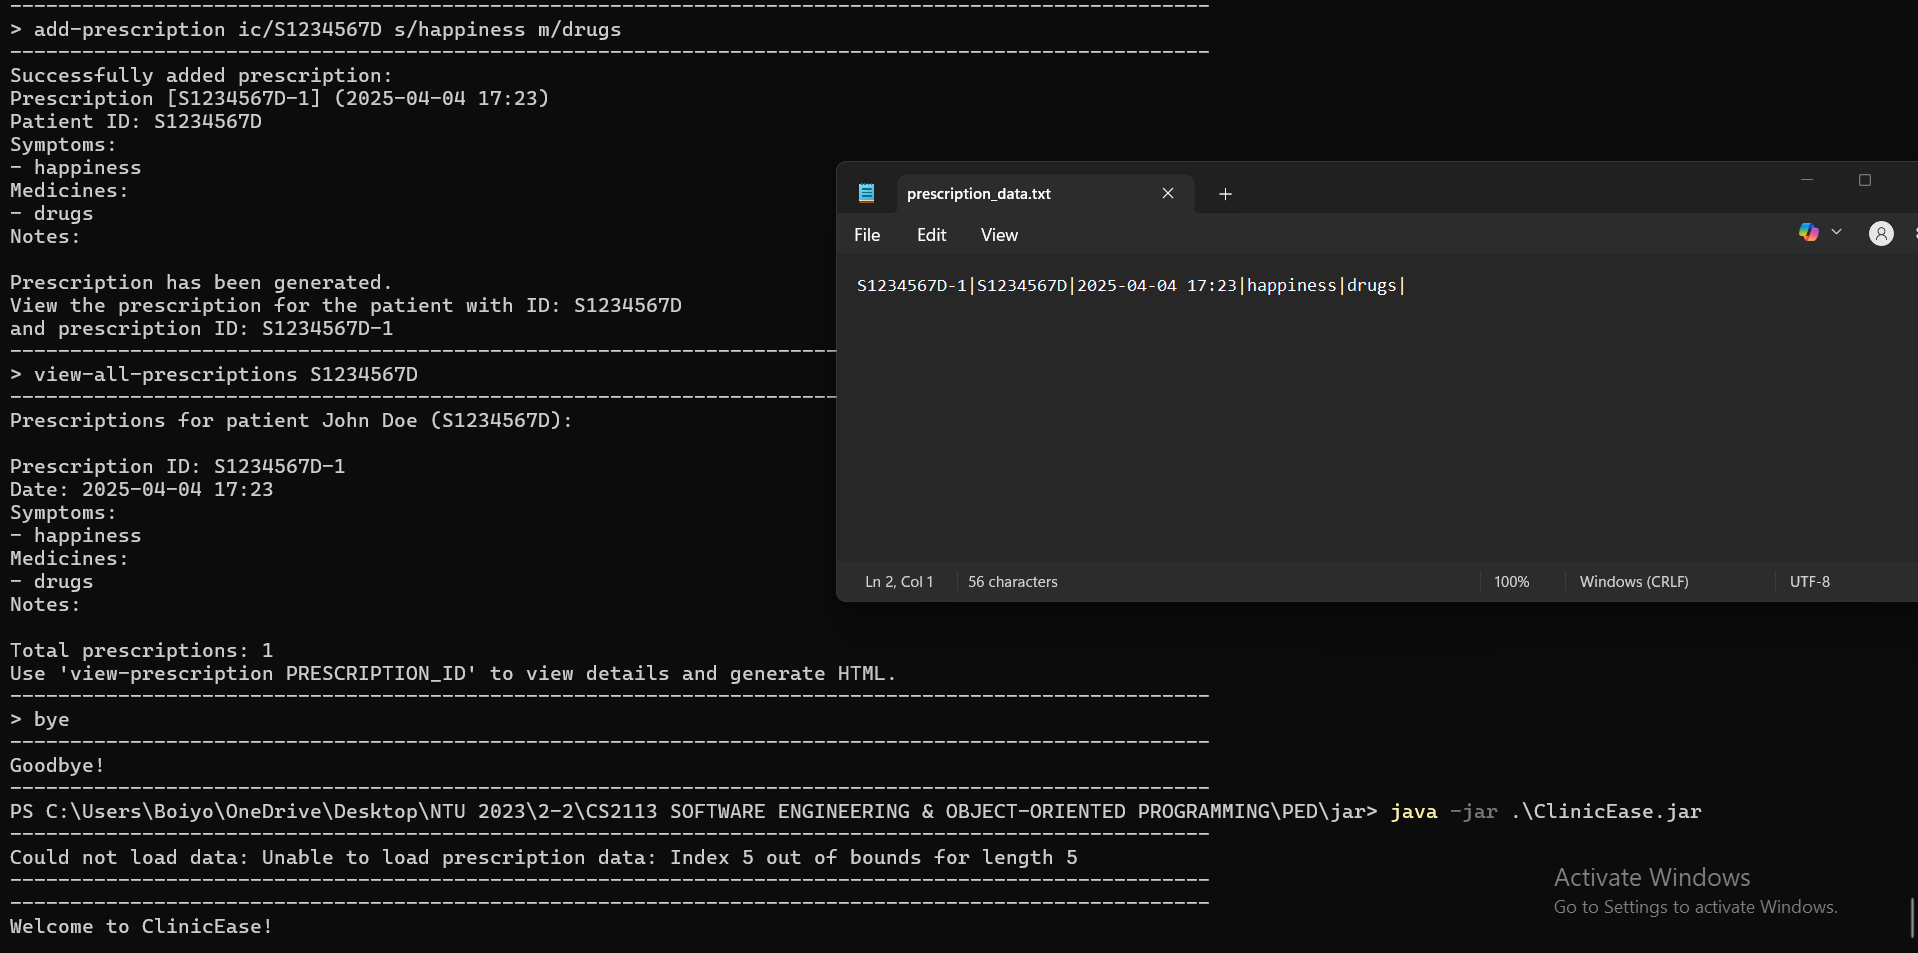 ------------------------------------------------------------------------------------------
> add-prescription ic/S1234567D s/happiness m/drugs
----------------------------------------------------------------------------------------------------
Successfully added prescription:
Prescription [S1234567D-1] (2025-04-04 17:23)
Patient ID: S1234567D
Symptoms:
- happiness
Medicines:
- drugs
Notes:
Prescription has been generated.
View the prescription for the patient with ID: S1234567D
and prescription ID: S1234567D-1
---------------------------------------------------------------------
> view-all-prescriptions S1234567D
---------------------------------------------------------------------
Prescriptions for patient John Doe (S1234567D):
Prescription ID: S1234567D-1
Date: 2025-04-04 17:23
Symptoms:
- happiness
Medicines:
- drugs
Notes:
Total prescriptions: 1
Use 'view-prescription PRESCRIPTION_ID' to view details and generate HTML.
----------------------------------------------------------------------------------------------------
> bye
----------------------------------------------------------------------------------------------------
Goodbye!
----------------------------------------------------------------------------------------------------
PS C:\Users\Boiyo\OneDrive\Desktop\NTU 2023\2-2\CS2113 SOFTWARE ENGINEERING & OBJECT-ORIENTED PROGRAMMING\PED\jar> java -jar .\ClinicEase.jar
----------------------------------------------------------------------------------------------------
Could not load data: Unable to load prescription data: Index 5 out of bounds for length 5
----------------------------------------------------------------------------------------------------
----------------------------------------------------------------------------------------------------
Welcome to ClinicEase!
prescription_data.txt
File Edit View
S1234567D-1|S1234567D|2025-04-04 17:23|happiness|drugs|
Ln 2, Col 1 56 characters 100% Windows (CRLF) UTF-8
Activate Windows
Go to Settings to activate Windows.